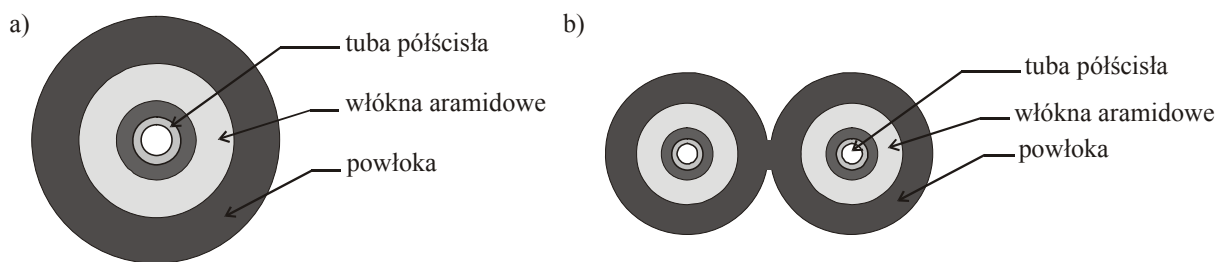 a)
tuba półścisła
włókna aramidowe
powłoka
b)
tuba półścisła
włókna aramidowe
powłoka